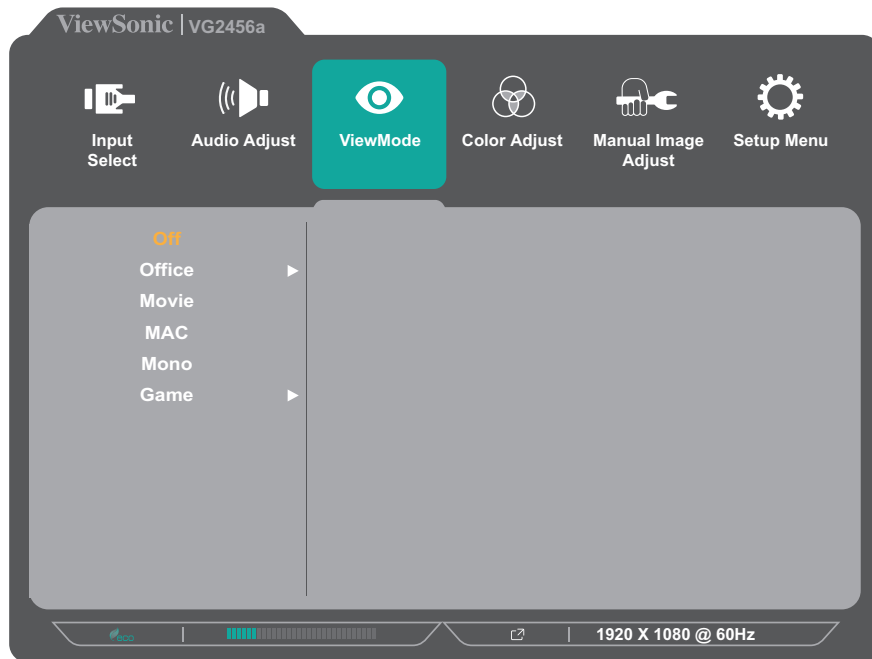 ViewSonic | VG2456a
Input Select
Audio Adjust
ViewMode
Color Adjust
Manual Image Adjust
Setup Menu
Off
Office ►
Movie
MAC
Mono
Game ►
eco
1920 X 1080 @ 60Hz